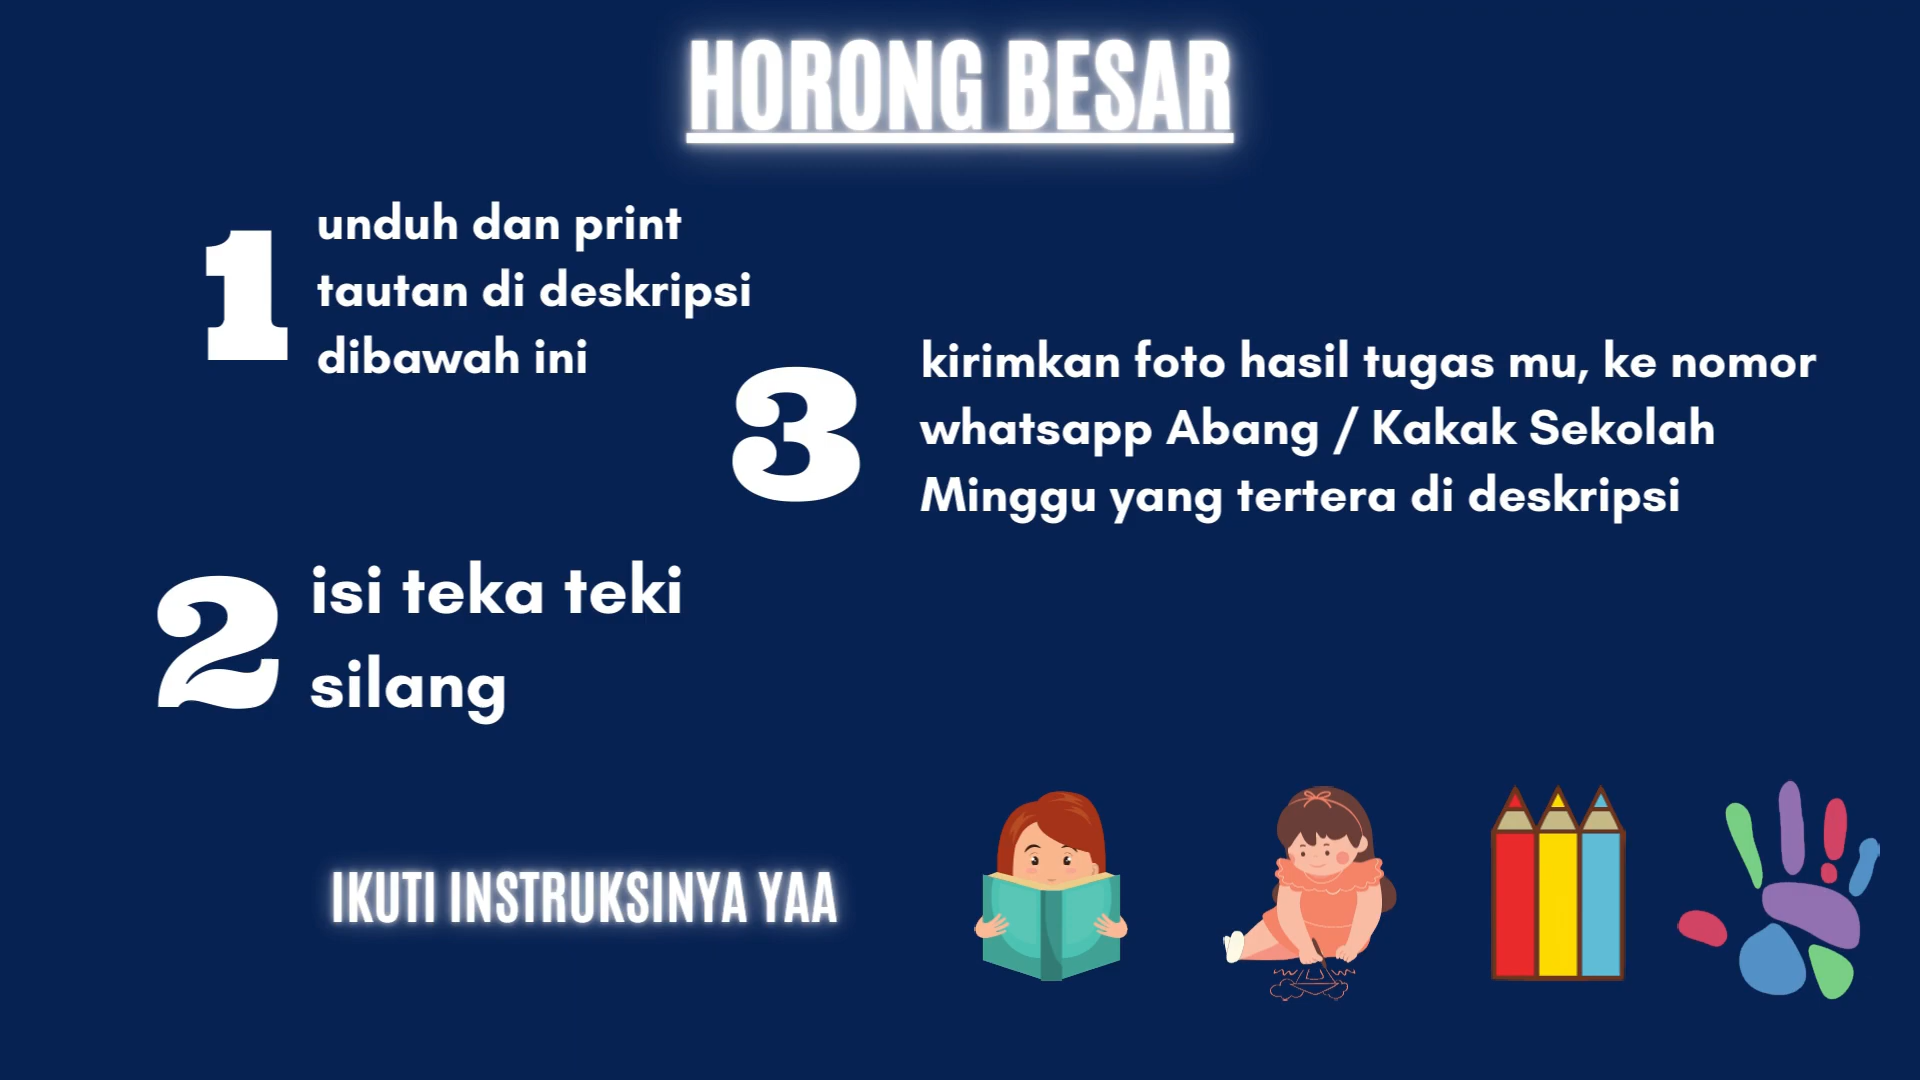 HORONG BESAR
1
unduh dan print
tautan di deskripsi
dibawah ini
2
isi teka teki
silang
3
kirimkan foto hasil tugas mu, ke nomor
whatsapp Abang / Kakak Sekolah
Minggu yang tertera di deskripsi
IKUTI INSTRUKSINYA YAA